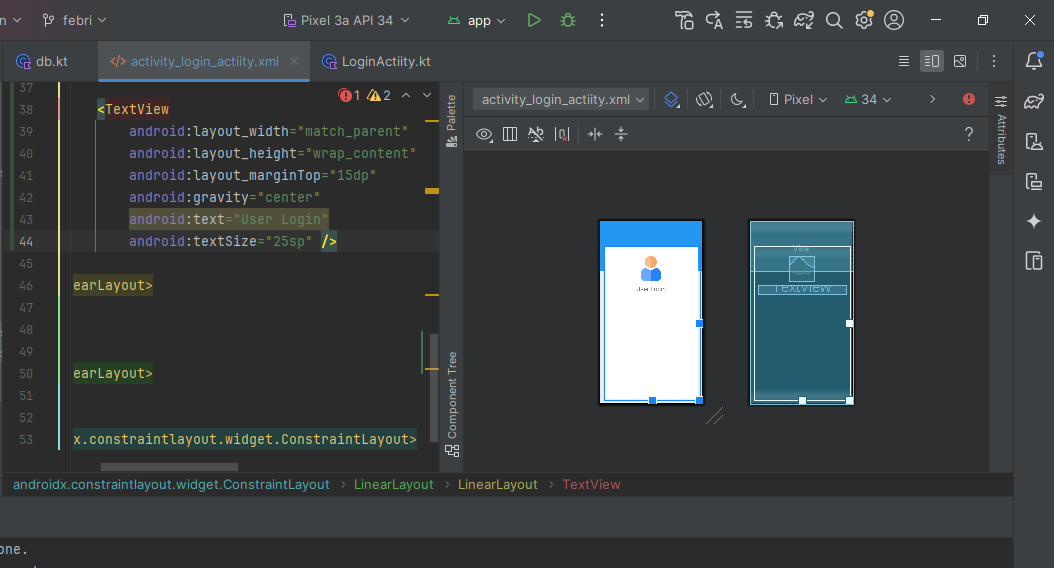 n
febri
Pixel 3a API 34
app
db.kt
activity_login_actiity.xml
LoginActiity.kt
37
1 2
38 <TextView
39 android:layout_width="match_parent"
40 android:layout_height="wrap_content"
41 android:layout_marginTop="15dp"
42 android:gravity="center"
43 android:text="User Login"
44 android:textSize="25sp" />
45
46 earLayout>
47
48
49
50 earLayout>
51
52
53 x.constraintlayout.widget.ConstraintLayout>
Palette
Component Tree
activity_login_actiity.xml
Pixel
34
?
Attributes
User Login
View
TextView
androidx.constraintlayout.widget.ConstraintLayout › LinearLayout › LinearLayout › TextView
one.